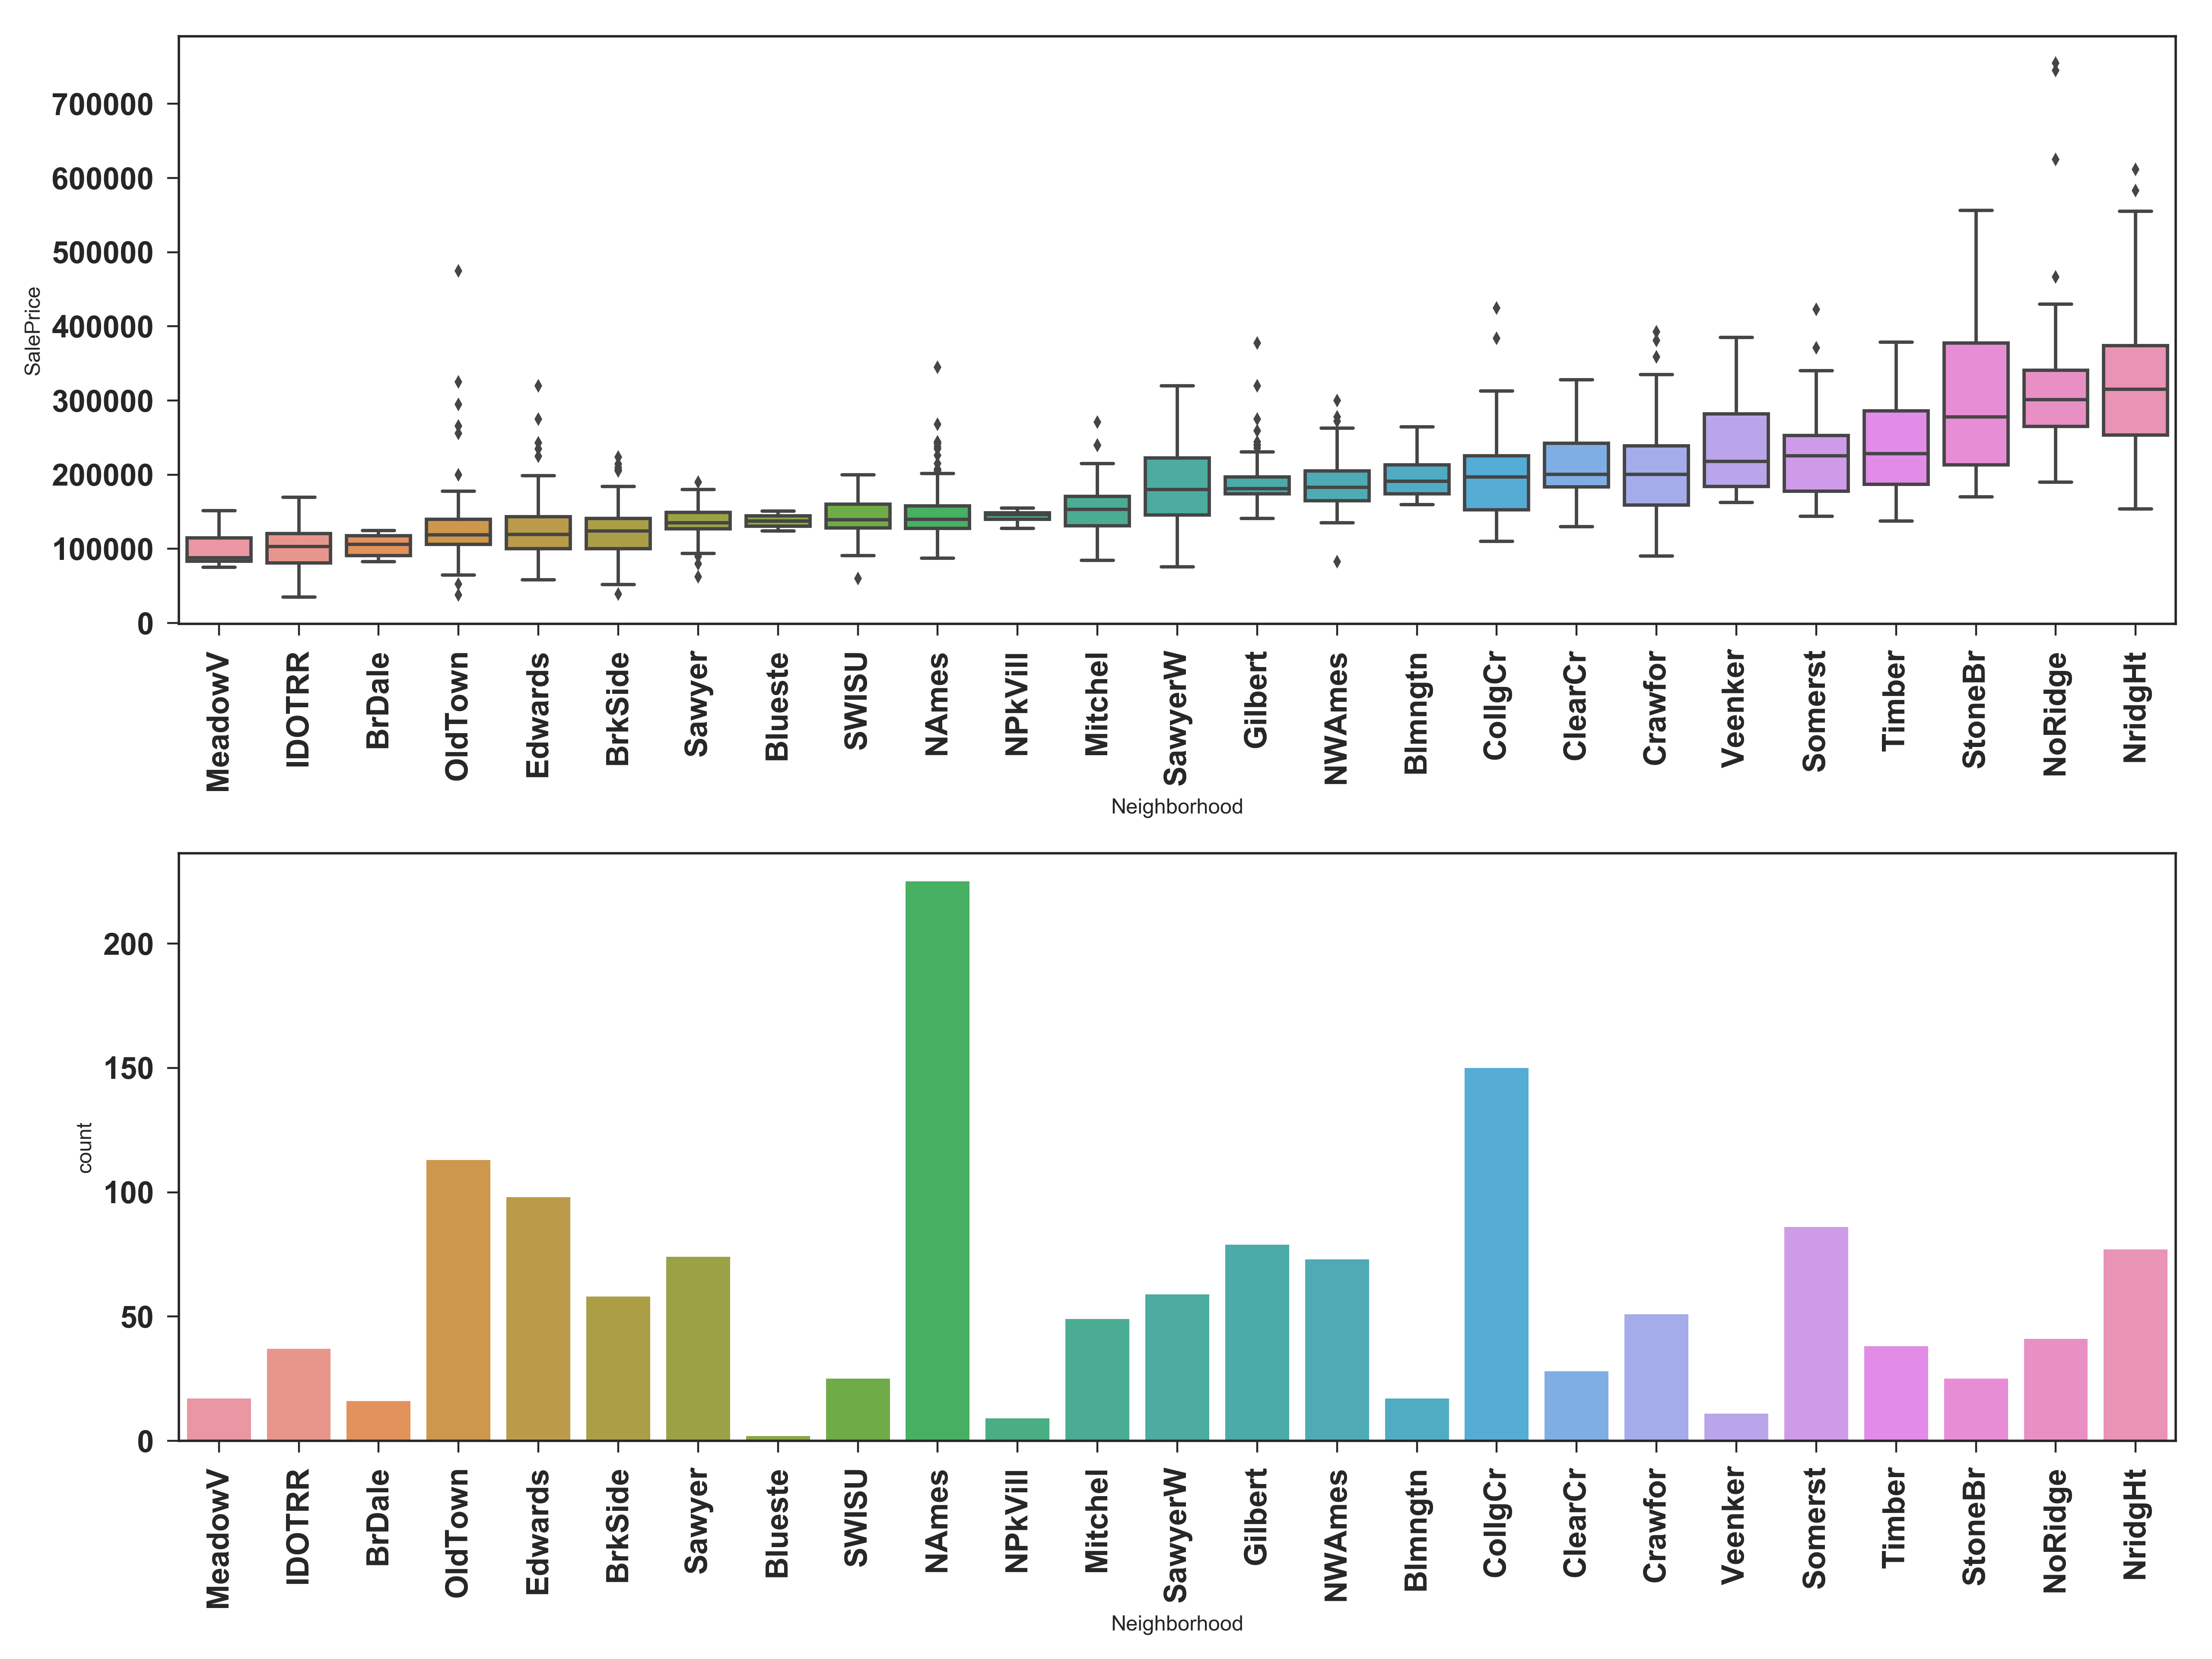 700000
600000
500000
400000
300000
200000
100000
0
SalePrice
MeadowV
IDOTRR
BrDale
OldTown
Edwards
BrkSide
Sawyer
Blueste
SWISU
NAmes
NPkVill
Mitchel
SawyerW
Gilbert
NWAmes
Blmngtn
CollgCr
ClearCr
Crawfor
Veenker
Somerst
Timber
StoneBr
NoRidge
NridgHt
Neighborhood
200
150
100
50
0
count
MeadowV
IDOTRR
BrDale
OldTown
Edwards
BrkSide
Sawyer
Blueste
SWISU
NAmes
NPkVill
Mitchel
SawyerW
Gilbert
NWAmes
Blmngtn
CollgCr
ClearCr
Crawfor
Veenker
Somerst
Timber
StoneBr
NoRidge
NridgHt
Neighborhood